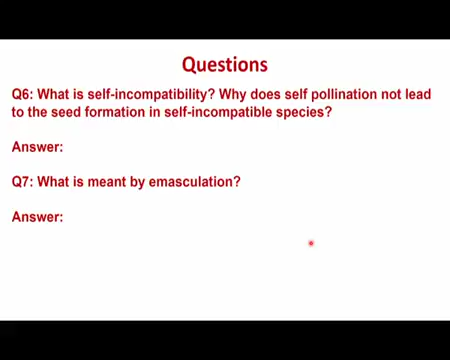 Questions
Q6: What is self-incompatibility? Why does self pollination not lead
to the seed formation in self-incompatible species?
Answer:
Q7: What is meant by emasculation?
Answer: